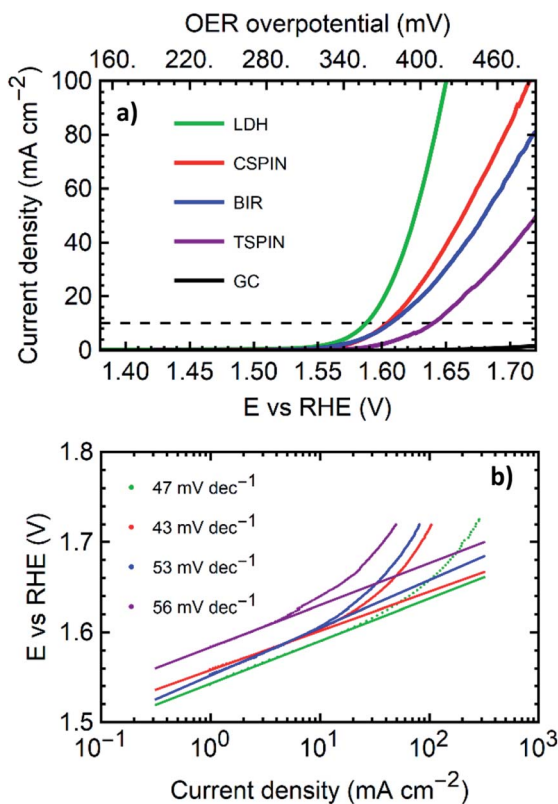 OER overpotential (mV)
160. 220. 280. 340. 400. 460.
a)
Current density (mA cm⁻²)
100
80
60
40
20
0
LDH
CSPIN
BIR
TSPIN
GC
1.40 1.45 1.50 1.55 1.60 1.65 1.70
E vs RHE (V)
b)
E vs RHE (V)
1.8
1.7
1.6
1.5
47 mV dec⁻¹
43 mV dec⁻¹
53 mV dec⁻¹
56 mV dec⁻¹
10⁻¹ 10⁰ 10¹ 10² 10³
Current density (mA cm⁻²)